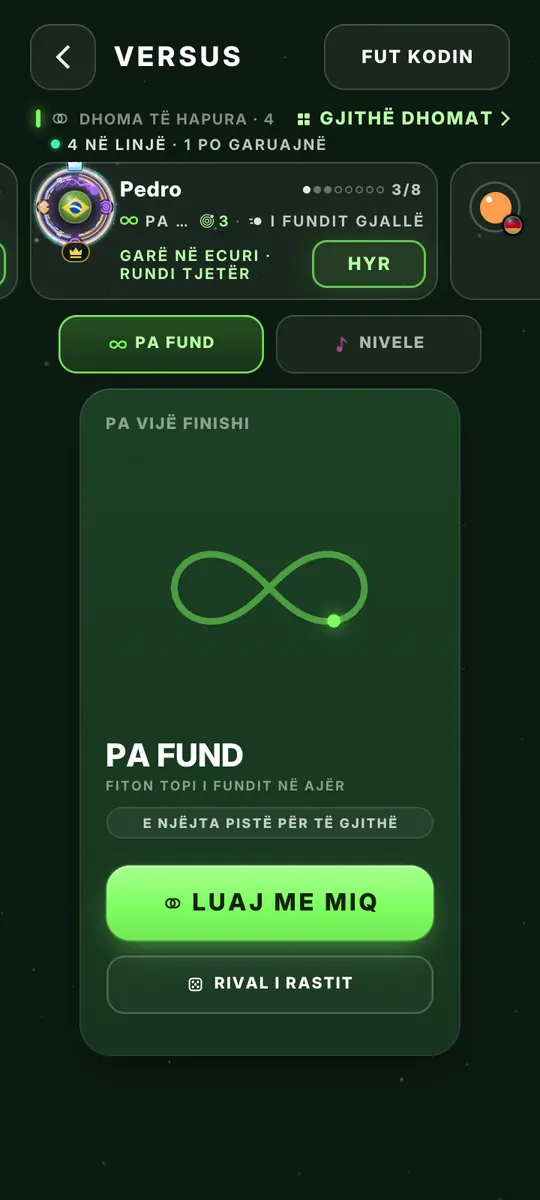 VERSUS
FUT KODIN
DHOMA TË HAPURA · 4
GJITHË DHOMAT
4 NË LINJË · 1 PO GARUAJNË
Pedro
3/8
PA ... 3 · I FUNDIT GJALLË
GARË NË ECURI ·
RUNDI TJETËR
HYR
PA FUND
NIVELE
PA VIJË FINISHI
PA FUND
FITON TOPI I FUNDIT NË AJËR
E NJËJTA PISTË PËR TË GJITHË
LUAJ ME MIQ
RIVAL I RASTIT